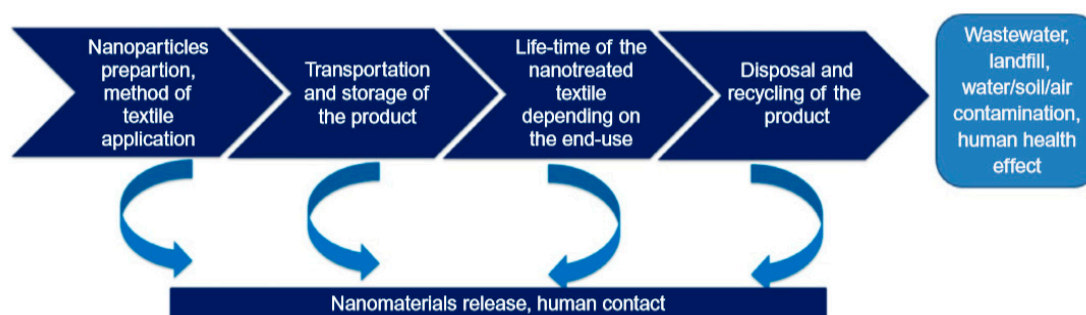 Nanoparticles
prepartion,
method of
textile
application
Transportation
and storage of
the product
Life-time of the
nanotreated
textile
depending on
the end-use
Disposal and
recycling of the
product
Wastewater,
landfill,
water/soil/air
contamination,
human health
effect
Nanomaterials release, human contact